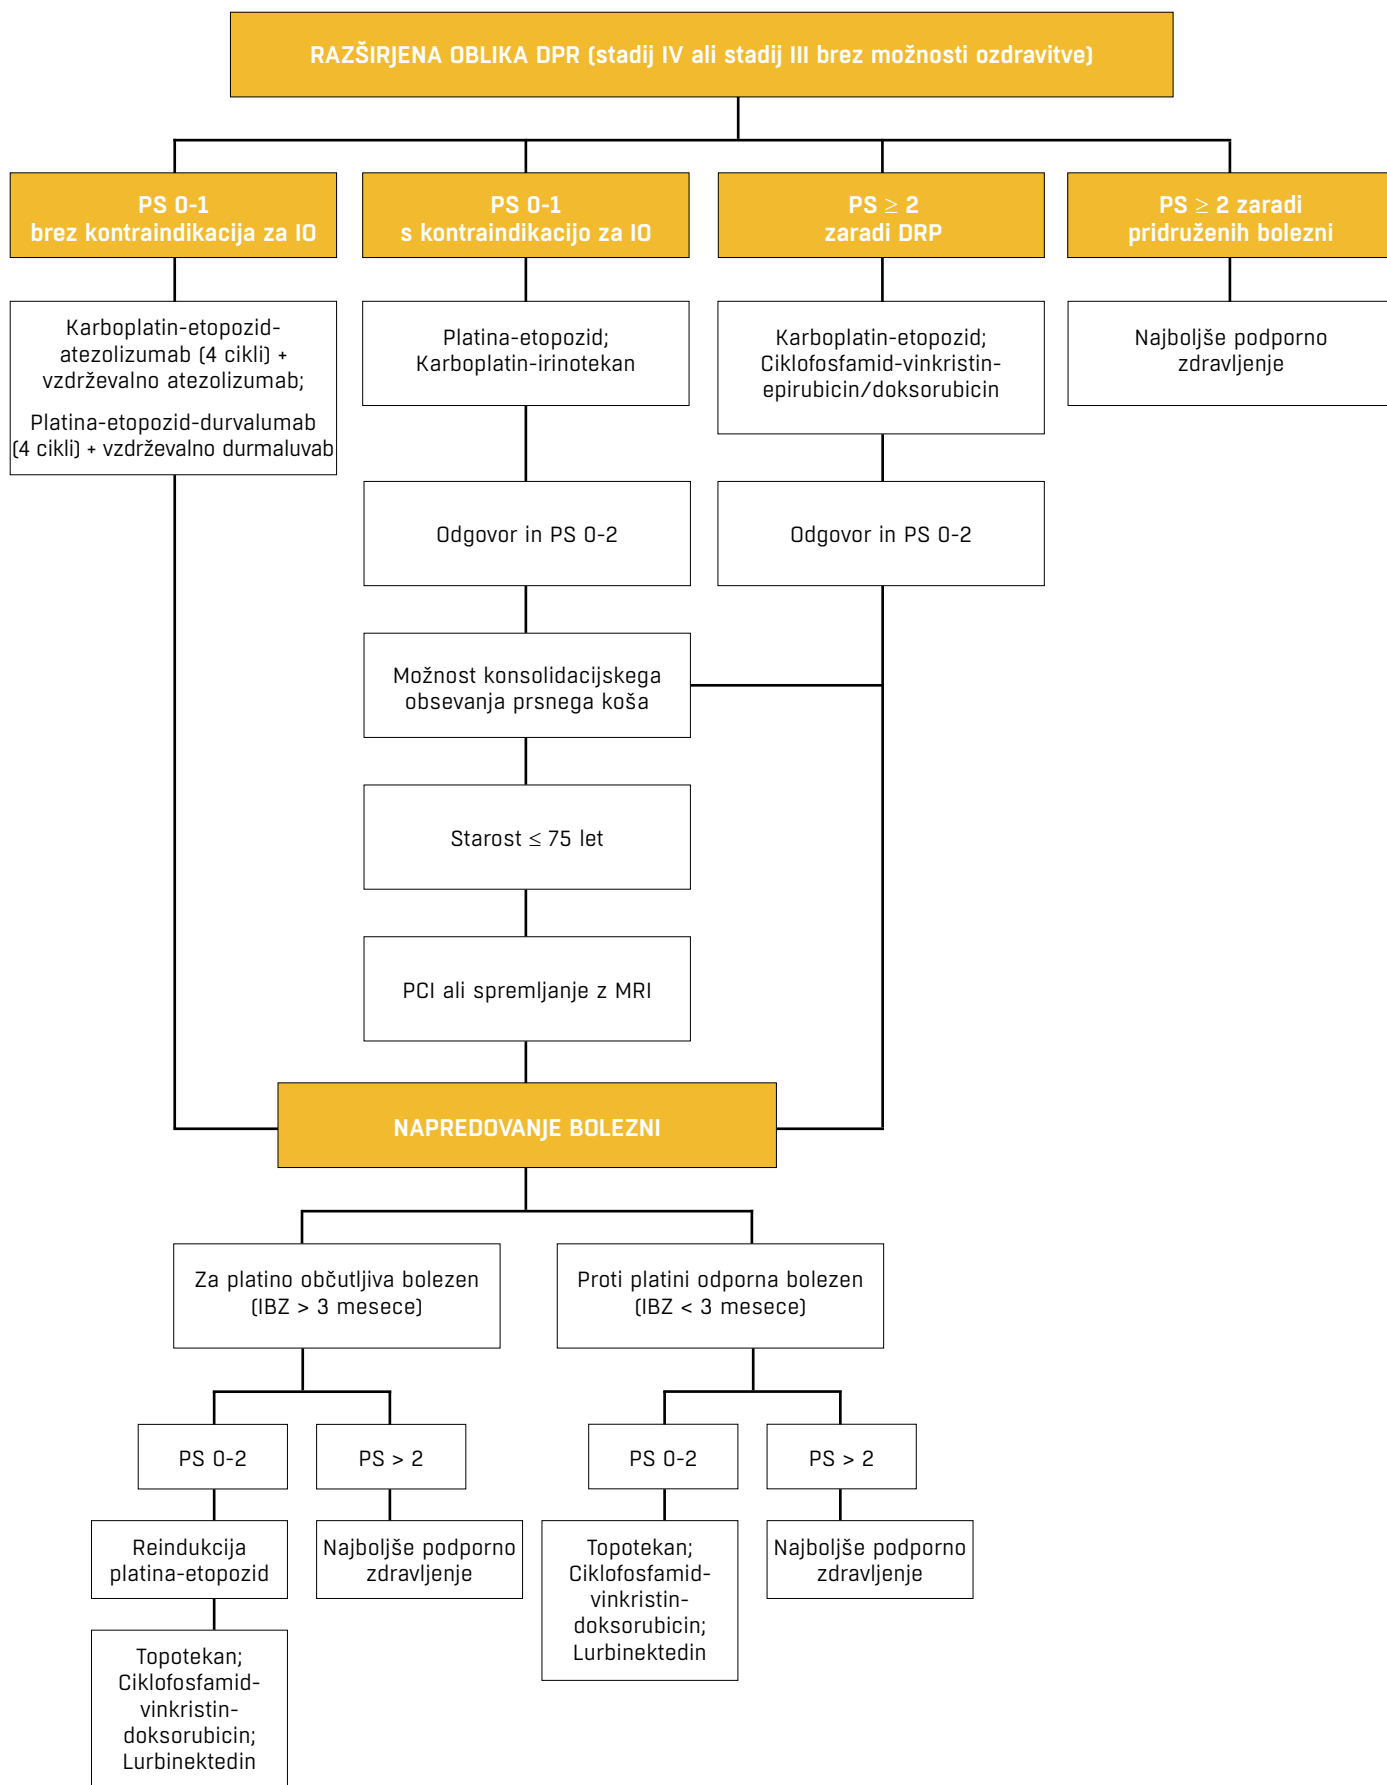 RAZŠIRJENA OBLIKA DPR (stadij IV ali stadij III brez možnosti ozdravitve)
PS 0-1
brez kontraindikacija za IO
PS 0-1
s kontraindikacijo za IO
PS ≥ 2
zaradi DRP
PS ≥ 2 zaradi
pridruženih bolezni
Karboplatin-etopozid-
atezolizumab (4 cikli) +
vzdrževalno atezolizumab;
Platina-etopozid-durvalumab
(4 cikli) + vzdrževalno durmaluvab
Platina-etopozid;
Karboplatin-irinotekan
Karboplatin-etopozid;
Ciklofosfamid-vinkristin-
epirubicin/doksorubicin
Najboljše podporno
zdravljenje
Odgovor in PS 0-2
Odgovor in PS 0-2
Možnost konsolidacijskega
obsevanja prsnega koša
Starost ≤ 75 let
PCI ali spremljanje z MRI
NAPREDOVANJE BOLEZNI
Za platino občutljiva bolezen
(IBZ > 3 mesece)
Proti platini odporna bolezen
(IBZ < 3 mesece)
PS 0-2
PS > 2
PS 0-2
PS > 2
Reindukcija
platina-etopozid
Najboljše podporno
zdravljenje
Topotekan;
Ciklofosfamid-
vinkristin-
doksorubicin;
Lurbinektedin
Najboljše podporno
zdravljenje
Topotekan;
Ciklofosfamid-
vinkristin-
doksorubicin;
Lurbinektedin